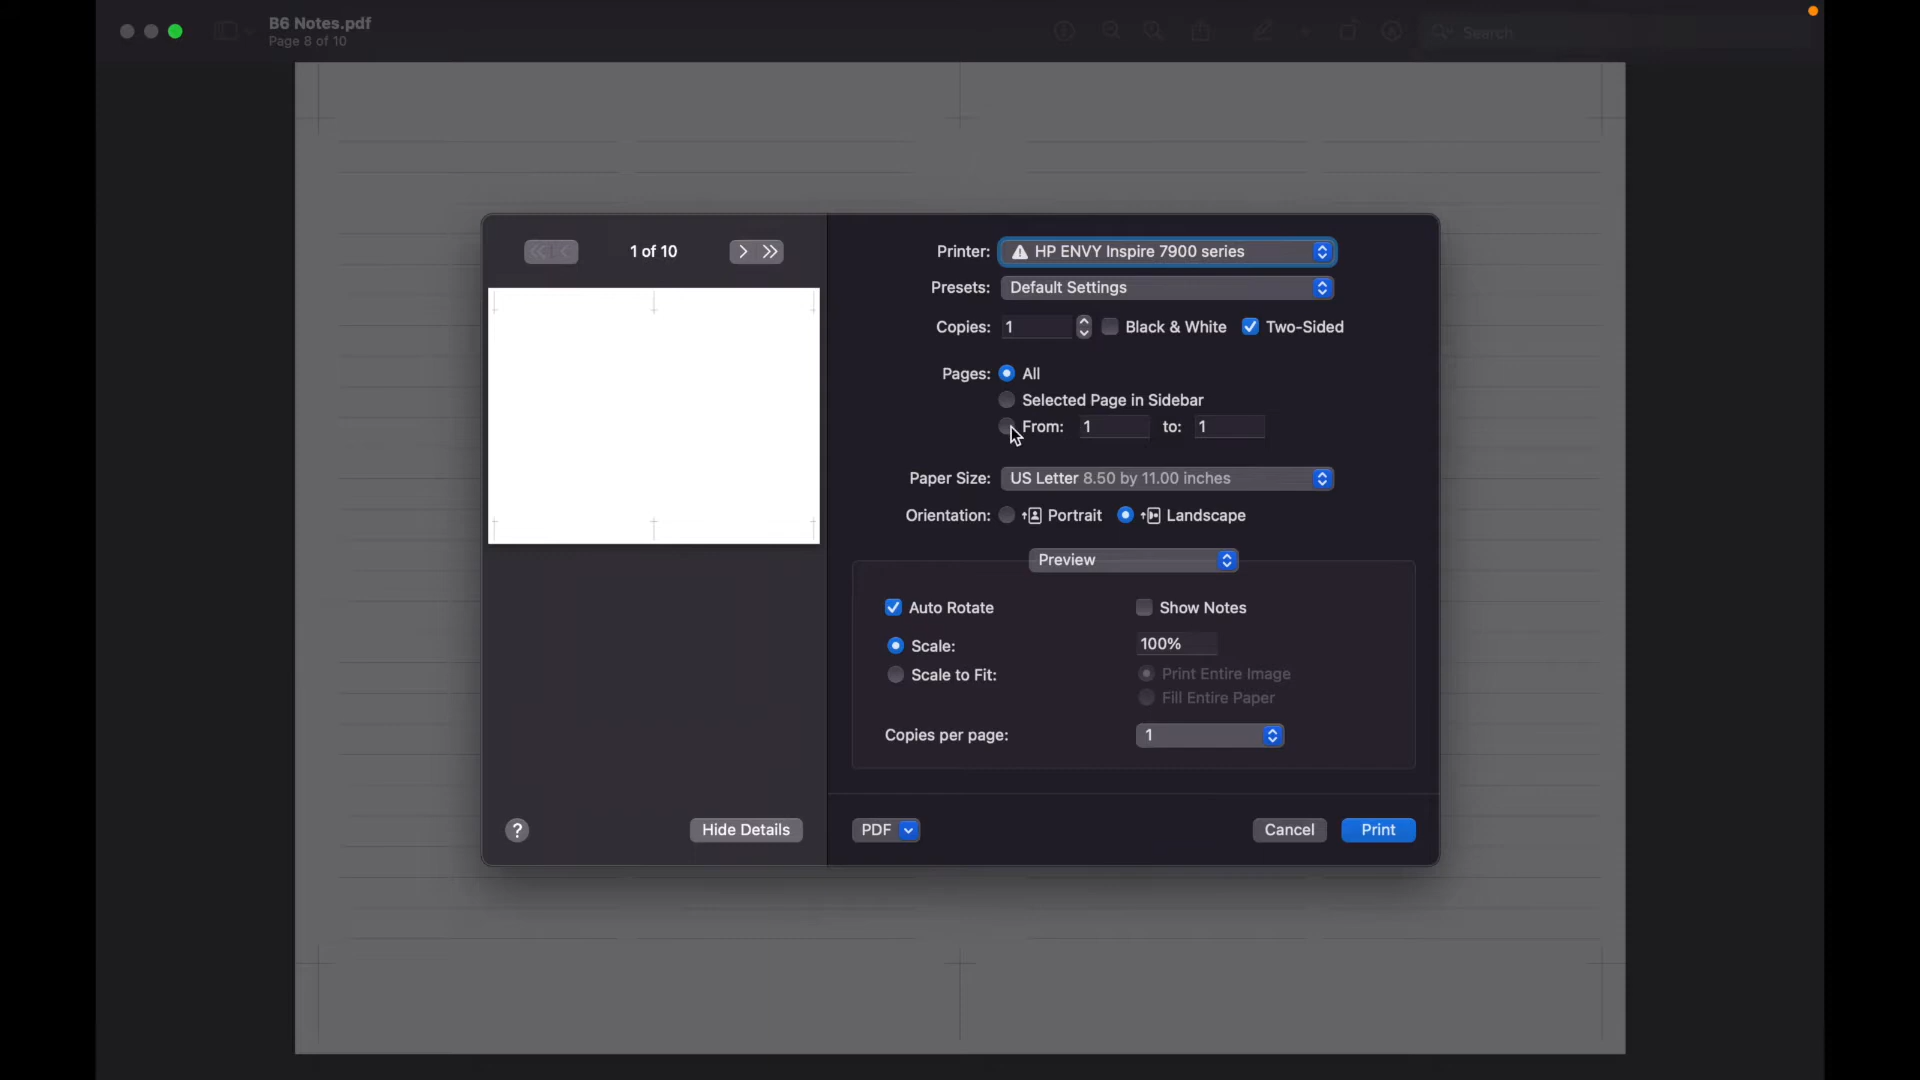 B6 Notes.pdf
Page 8 of 10
Search
1 of 10
Printer: HP ENVY Inspire 7900 series
Presets: Default Settings
Copies: 1 Black & White Two-Sided
Pages: All
Selected Page in Sidebar
From: 1 to: 1
Paper Size: US Letter 8.50 by 11.00 inches
Orientation: Portrait Landscape
Preview
Auto Rotate Show Notes
Scale: 100%
Scale to Fit: Print Entire Image
Fill Entire Paper
Copies per page: 1
? Hide Details PDF Cancel Print